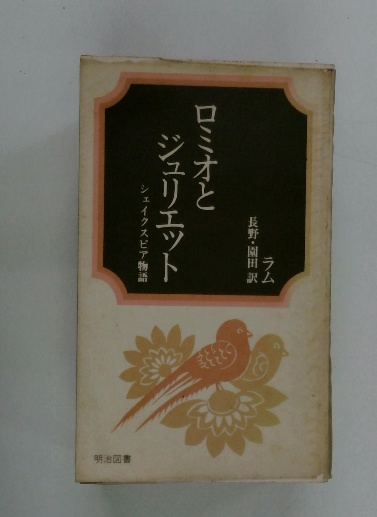 ロミオと
ジュリエット
シェイクスピア物語
ラム
長野・園田 訳
明治図書